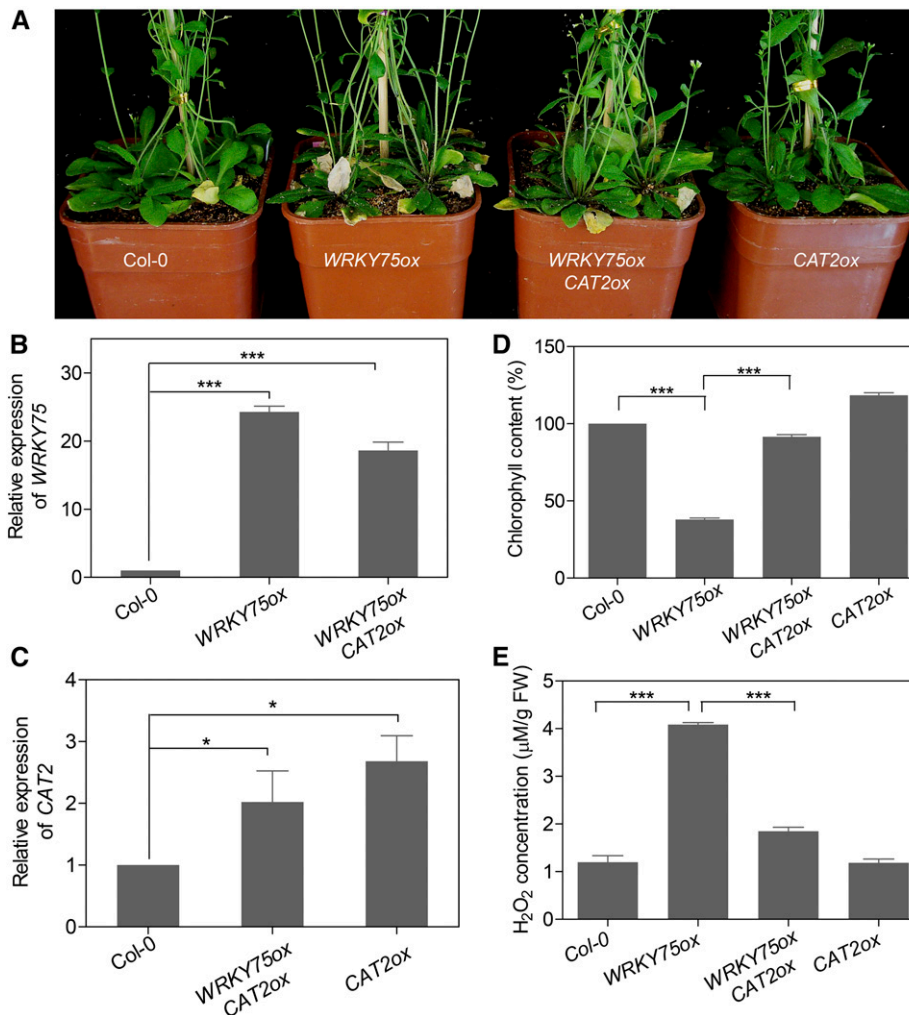 A
Col-0
WRKY75ox
WRKY75ox
CAT2ox
CAT2ox
B
Relative expression
of WRKY75
30
20
10
0
***
***
Col-0
WRKY75ox
WRKY75ox
CAT2ox
C
Relative expression
of CAT2
4
3
2
1
0
*
*
Col-0
WRKY75ox
CAT2ox
CAT2ox
D
Chlorophyll content (%)
150
100
50
0
***
***
Col-0
WRKY75ox
WRKY75ox
CAT2ox
CAT2ox
E
H₂O₂ concentration (μM/g FW)
5
4
3
2
1
0
***
***
Col-0
WRKY75ox
WRKY75ox
CAT2ox
CAT2ox